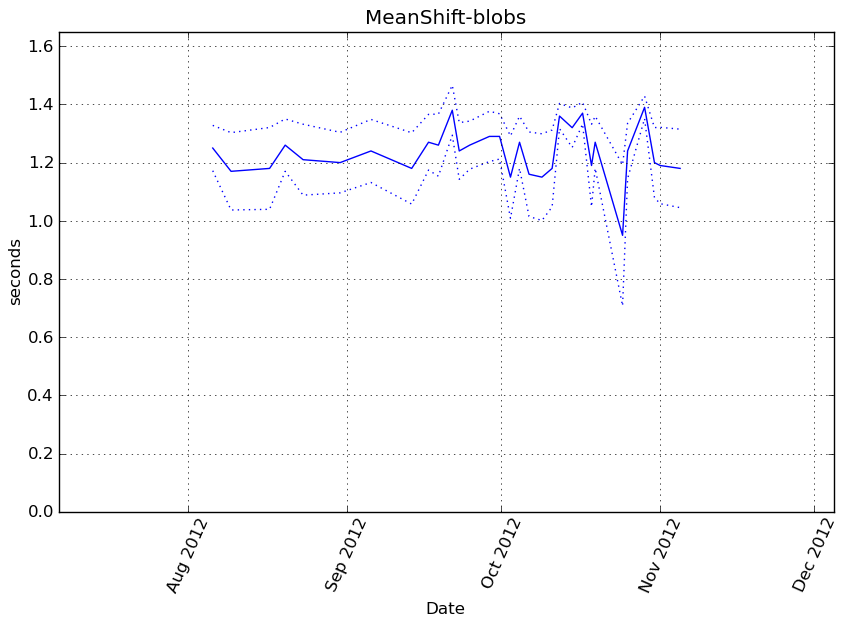 MeanShift-blobs
1.6
1.4
1.2
1.0
0.8
0.6
0.4
0.2
0.0
seconds
Aug 2012
Sep 2012
Oct 2012
Nov 2012
Dec 2012
Date